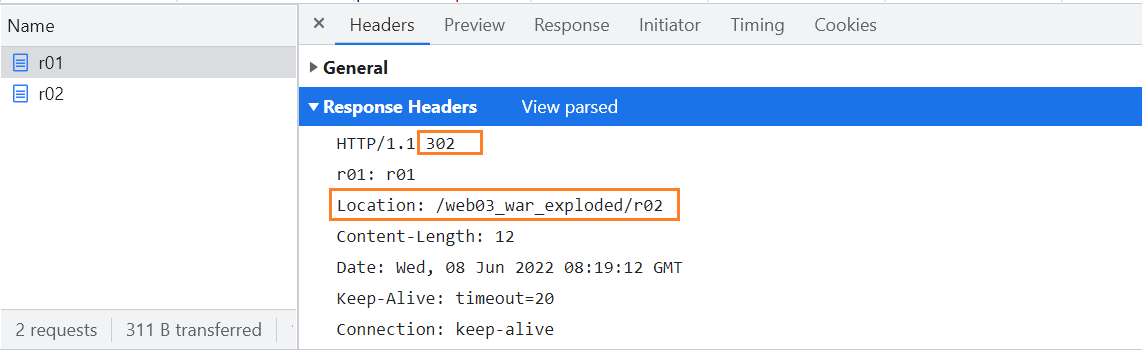 Name
r01
r02
2 requests 311 B transferred
× Headers Preview Response Initiator Timing Cookies
General
Response Headers View parsed
HTTP/1.1 302
r01: r01
Location: /web03_war_exploded/r02
Content-Length: 12
Date: Wed, 08 Jun 2022 08:19:12 GMT
Keep-Alive: timeout=20
Connection: keep-alive